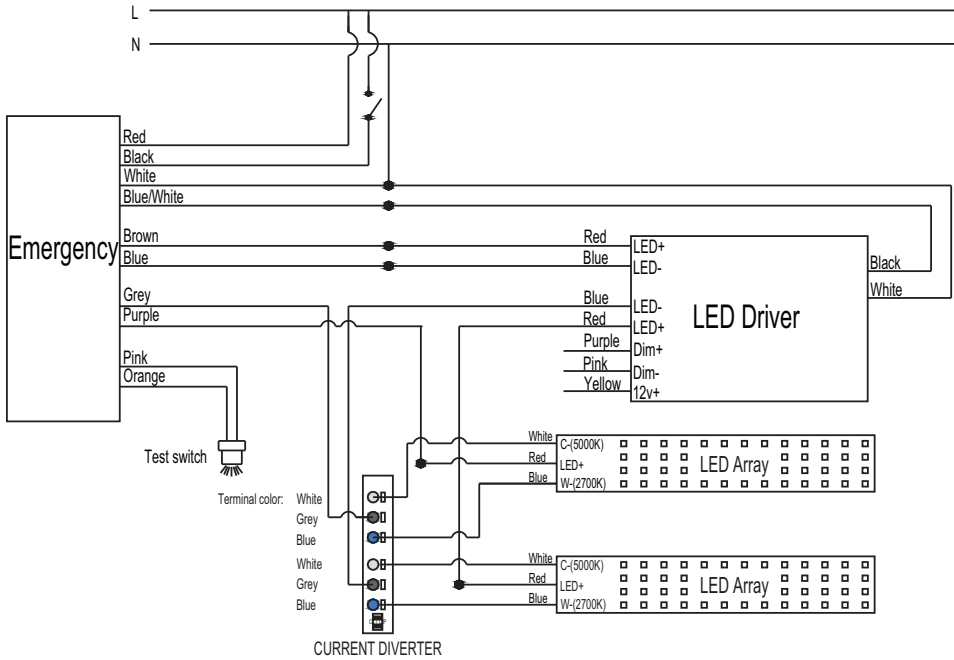 L
N
Red
Black
White
Blue/White
Emergency
Brown
Blue
Grey
Purple
Pink
Orange
Test switch
Red
Blue
Blue
Red
Purple
Pink
Yellow
LED+
LED-
LED-
LED+
Dim+
Dim-
12v+
LED Driver
Black
White
White
Red
Blue
C-(5000K)
LED+
W-(2700K)
LED Array
Terminal color:
White
Grey
Blue
White
Grey
Blue
White
Red
Blue
C-(5000K)
LED+
W-(2700K)
LED Array
CURRENT DIVERTER